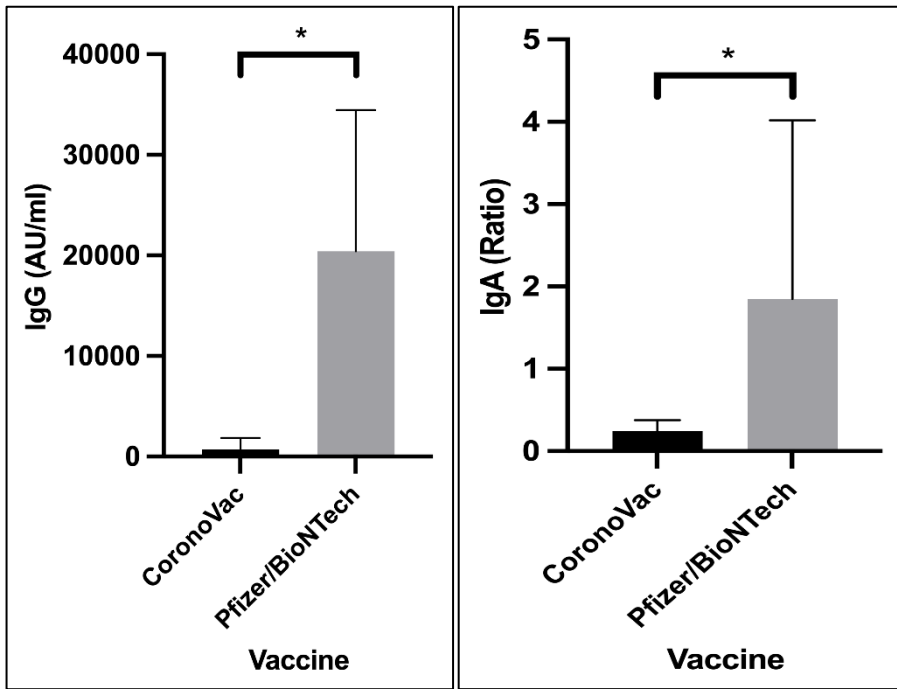 *
40000
30000
20000
10000
0
IgG (AU/ml)
CoronoVac
Pfizer/BioNTech
Vaccine
*
5
4
3
2
1
0
IgA (Ratio)
CoronoVac
Pfizer/BioNTech
Vaccine